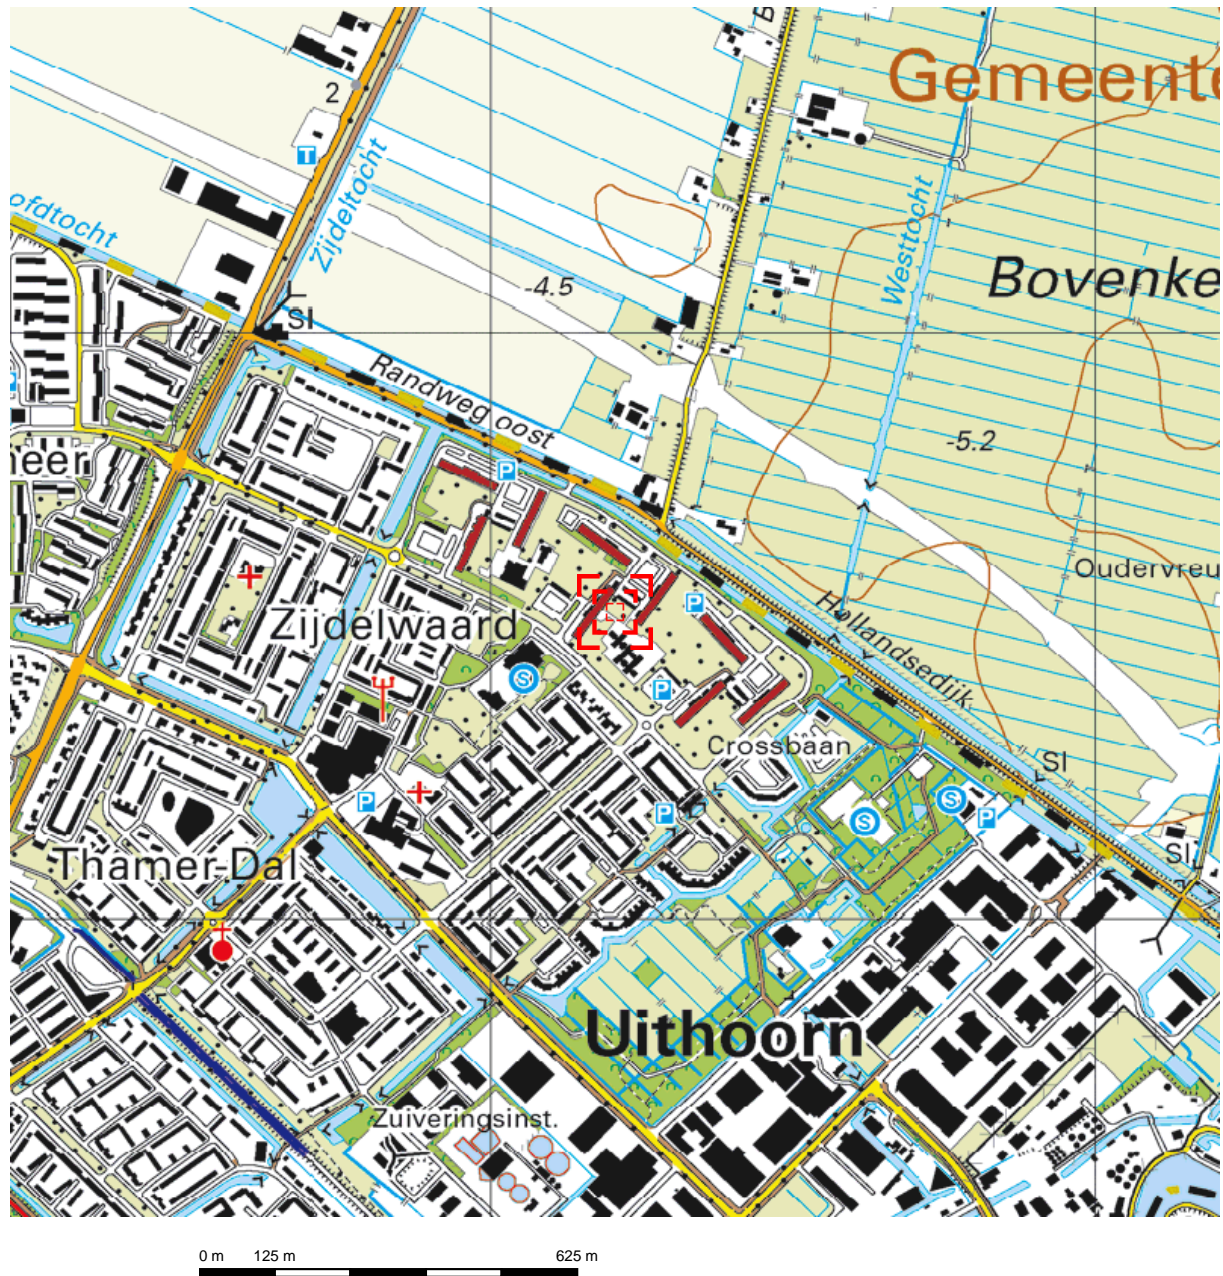 Gemeente
2
T
Zijdeltocht
ofdtocht
Westtocht
-4.5
Bovenke
SI
Randweg oost
-5.2
heer
P
Oudervreu
Zijdelwaard
P
Hollandsedijk
S
P
Crossbaan
SI
P
P
S
S
P
Thamer-Dal
SI
Uithoorn
Zuiveringsinst.
0 m 125 m 625 m